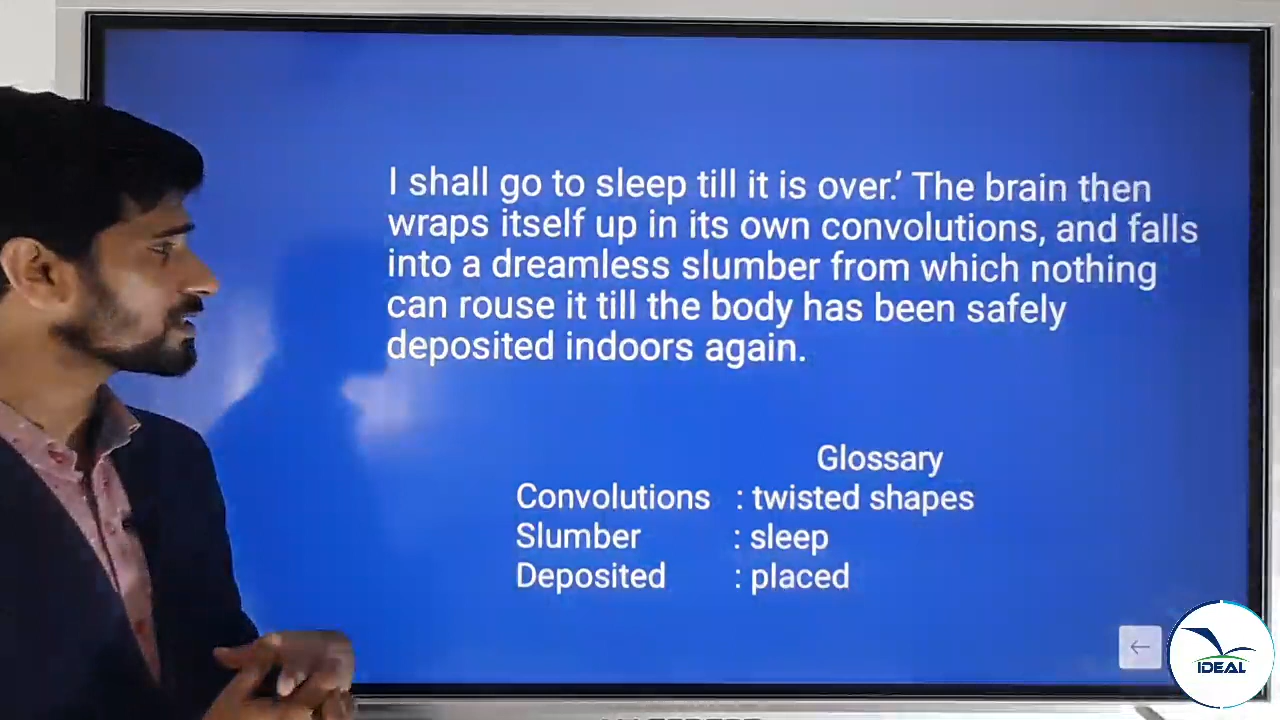 I shall go to sleep till it is over.’ The brain then
wraps itself up in its own convolutions, and falls
into a dreamless slumber from which nothing
can rouse it till the body has been safely
deposited indoors again.
Glossary
Convolutions : twisted shapes
Slumber : sleep
Deposited : placed
IDEAL